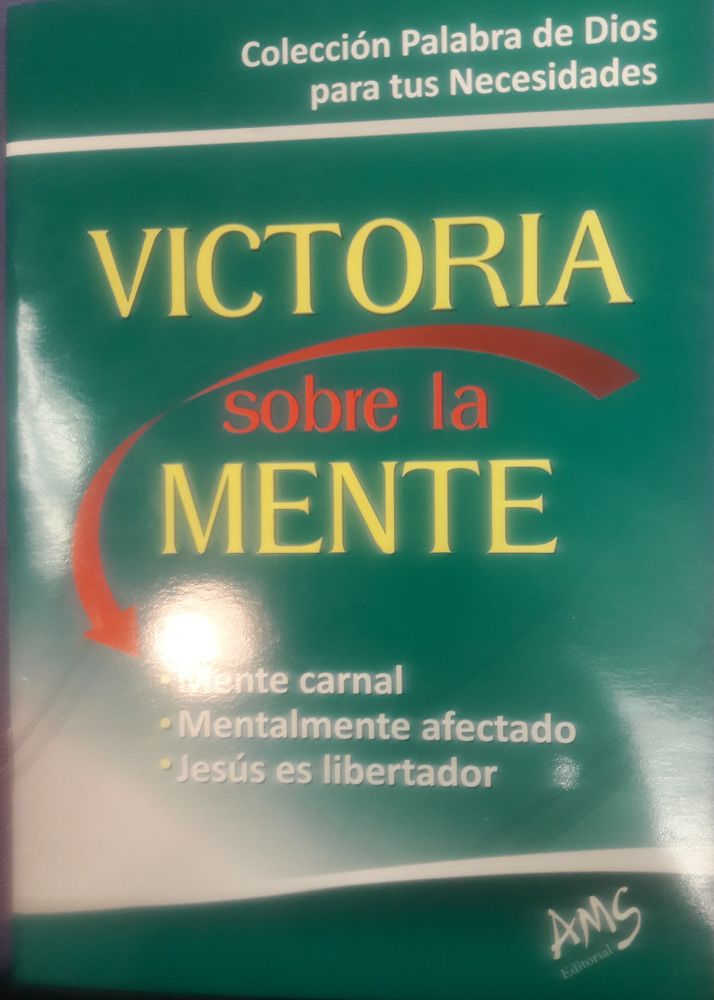 Colección Palabra de Dios
para tus Necesidades
VICTORIA
sobre la
MENTE
• Mente carnal
• Mentalmente afectado
• Jesús es libertador
AMS
Editorial